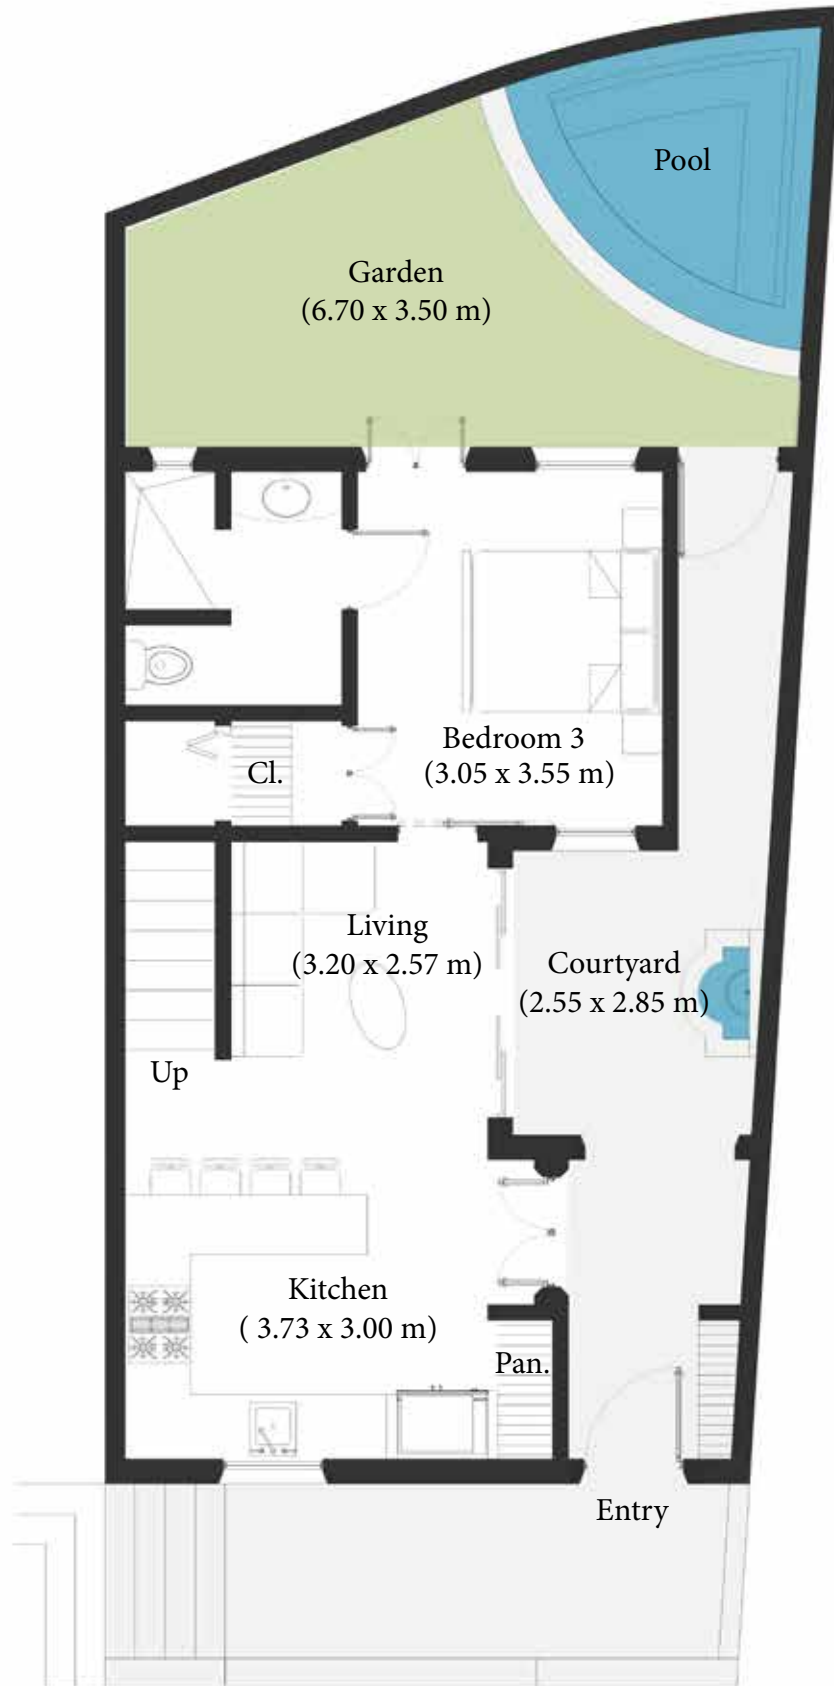 Pool
Garden
(6.70 x 3.50 m)
Bedroom 3
(3.05 x 3.55 m)
Cl.
Living
(3.20 x 2.57 m)
Courtyard
(2.55 x 2.85 m)
Up
Kitchen
( 3.73 x 3.00 m)
Pan.
Entry